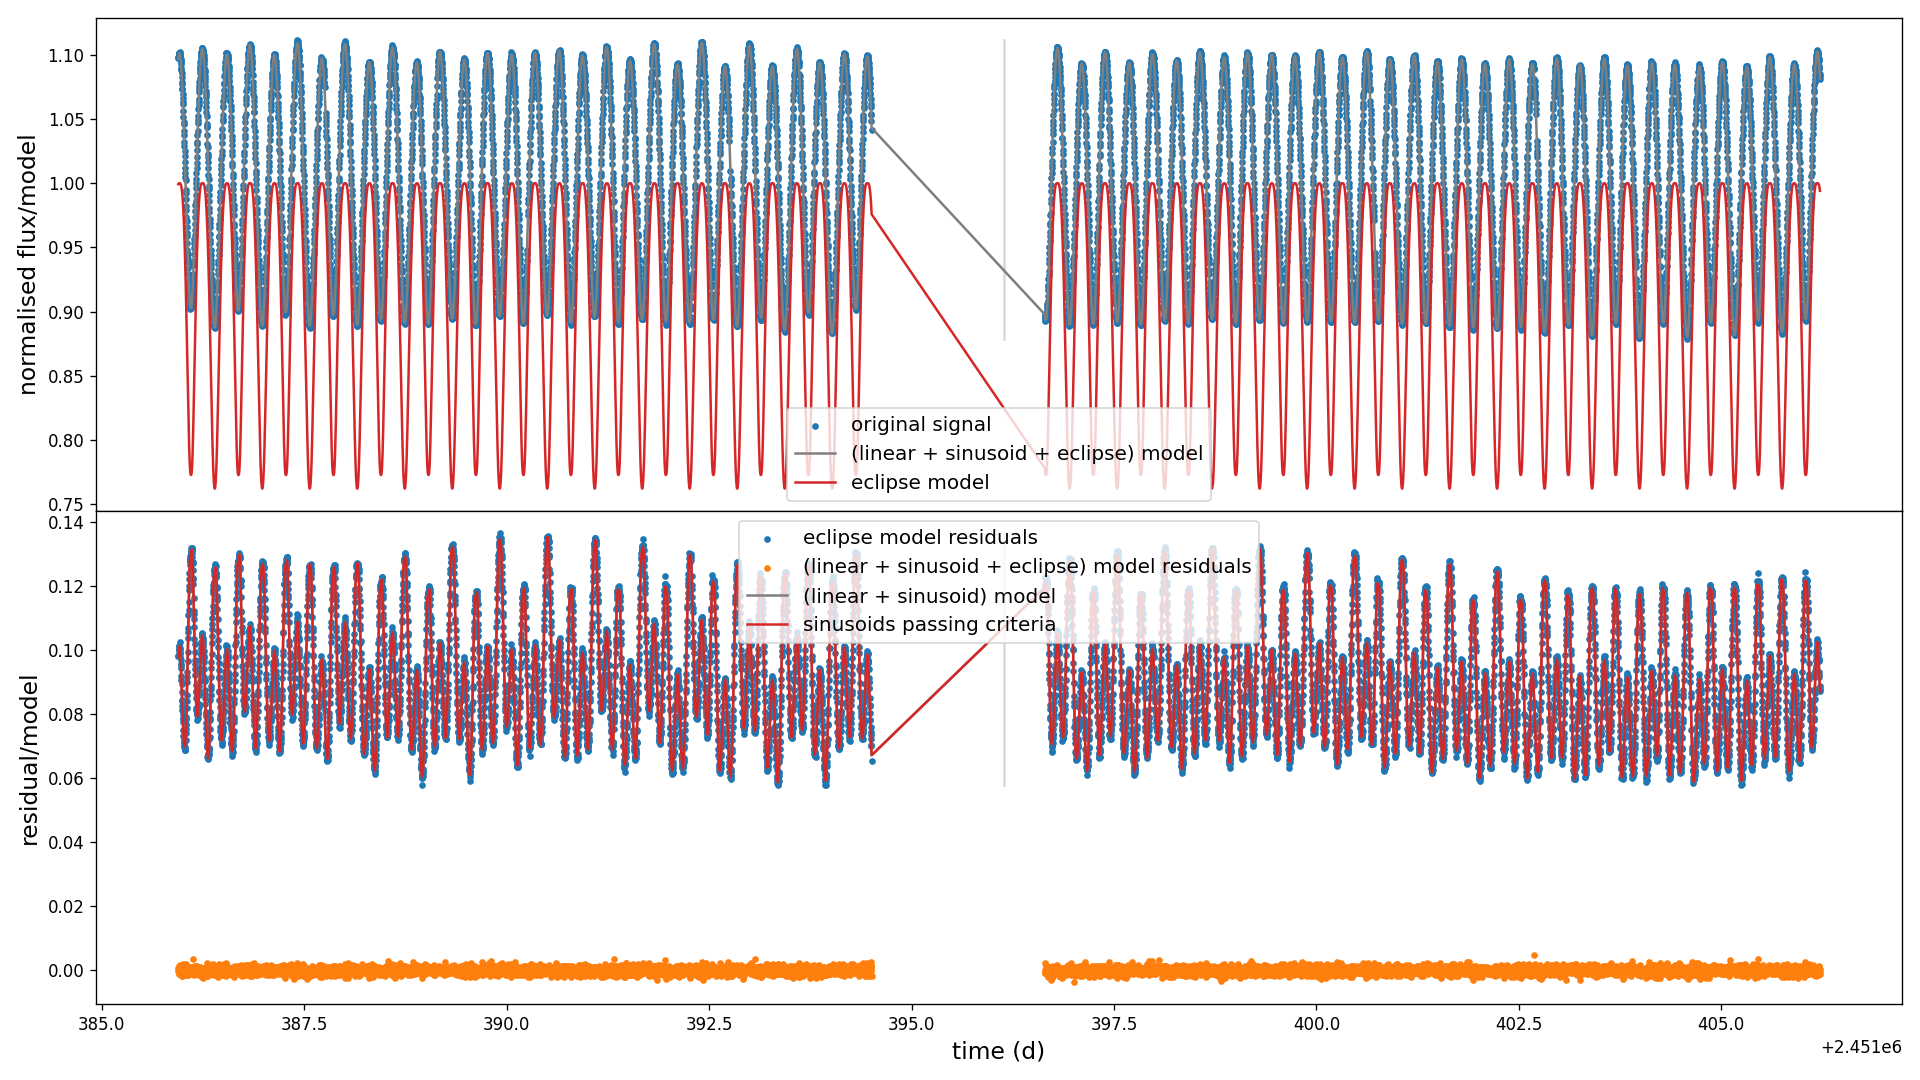 1.10
1.05
1.00
0.95
0.90
0.85
0.80
0.75
normalised flux/model
original signal
(linear + sinusoid + eclipse) model
eclipse model
0.14
0.12
0.10
0.08
0.06
0.04
0.02
0.00
residual/model
eclipse model residuals
(linear + sinusoid + eclipse) model residuals
(linear + sinusoid) model
sinusoids passing criteria
385.0 387.5 390.0 392.5 395.0 397.5 400.0 402.5 405.0
time (d)
+2.451e6